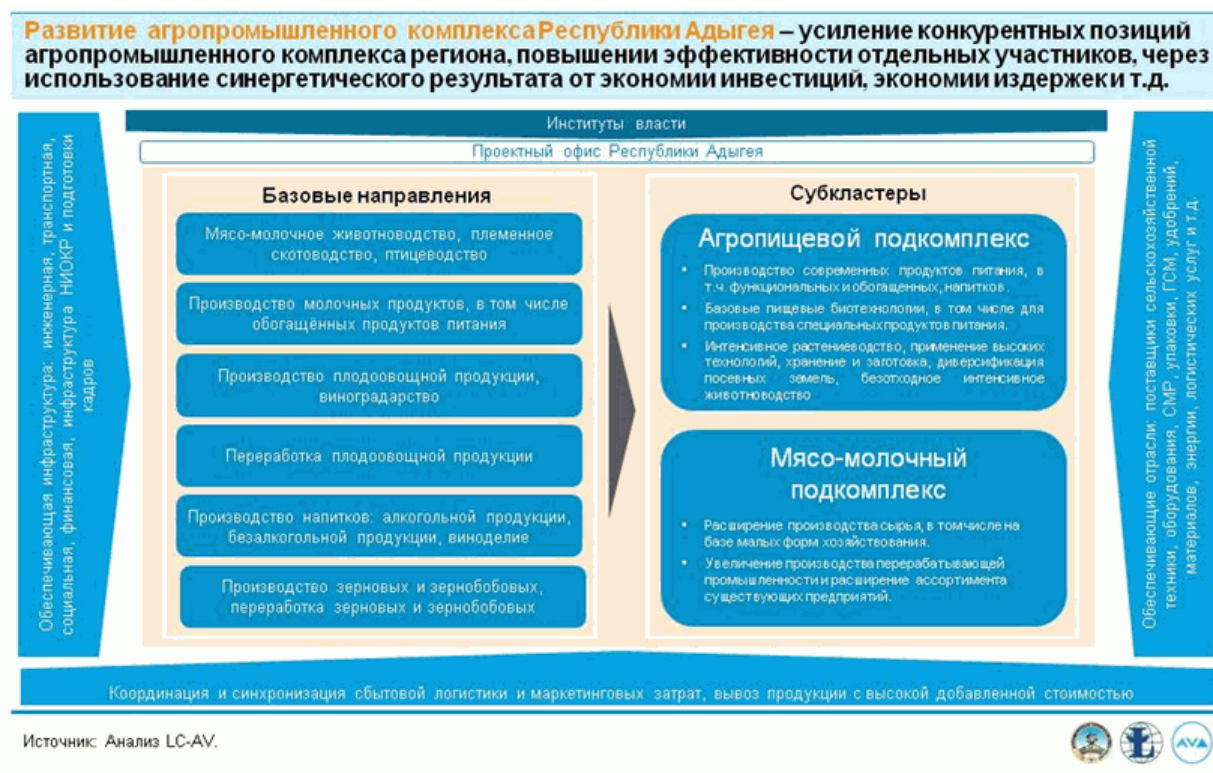 Развитие агропромышленного комплекса Республики Адыгея – усиление конкурентных позиций
агропромышленного комплекса региона, повышении эффективности отдельных участников, через
использование синергетического результата от экономии инвестиций, экономии издержек и т.д.
Институты власти
Проектный офис Республики Адыгея
Обеспечивающая инфраструктура: инженерная, транспортная,
социальная, финансовая, инфраструктура НИОКР и подготовки
кадров
Базовые направления
Мясо-молочное животноводство, племенное
скотоводство, птицеводство
Производство молочных продуктов, в том числе
обогащённых продуктов питания
Производство плодоовощной продукции,
виноградарство
Переработка плодоовощной продукции
Производство напитков: алкогольной продукции,
безалкогольной продукции, виноделие
Производство зерновых и зернобобовых,
переработка зерновых и зернобобовых
Субкластеры
Агропищевой подкомплекс
• Производство современных продуктов питания, в
т.ч. функциональных и обогащенных, напитков.
• Базовые пищевые биотехнологии, в том числе для
производства специальных продуктов питания.
• Интенсивное растениеводство, применение высоких
технологий, хранение и заготовка, диверсификация
посевных земель, безотходное интенсивное
животноводство
Мясо-молочный
подкомплекс
• Расширение производства сырья, в том числе на
базе малых форм хозяйствования.
• Увеличение производства перерабатывающей
промышленности и расширение ассортимента
существующих предприятий.
Обеспечивающие отрасли: поставщики сельскохозяйственной
техники, оборудования, СМР, упаковки, ГСМ, удобрений,
материалов, энергии, логистических услуг и т.д.
Координация и синхронизация сбытовой логистики и маркетинговых затрат, вывоз продукции с высокой добавленной стоимостью
Источник: Анализ LC-AV.
AVA